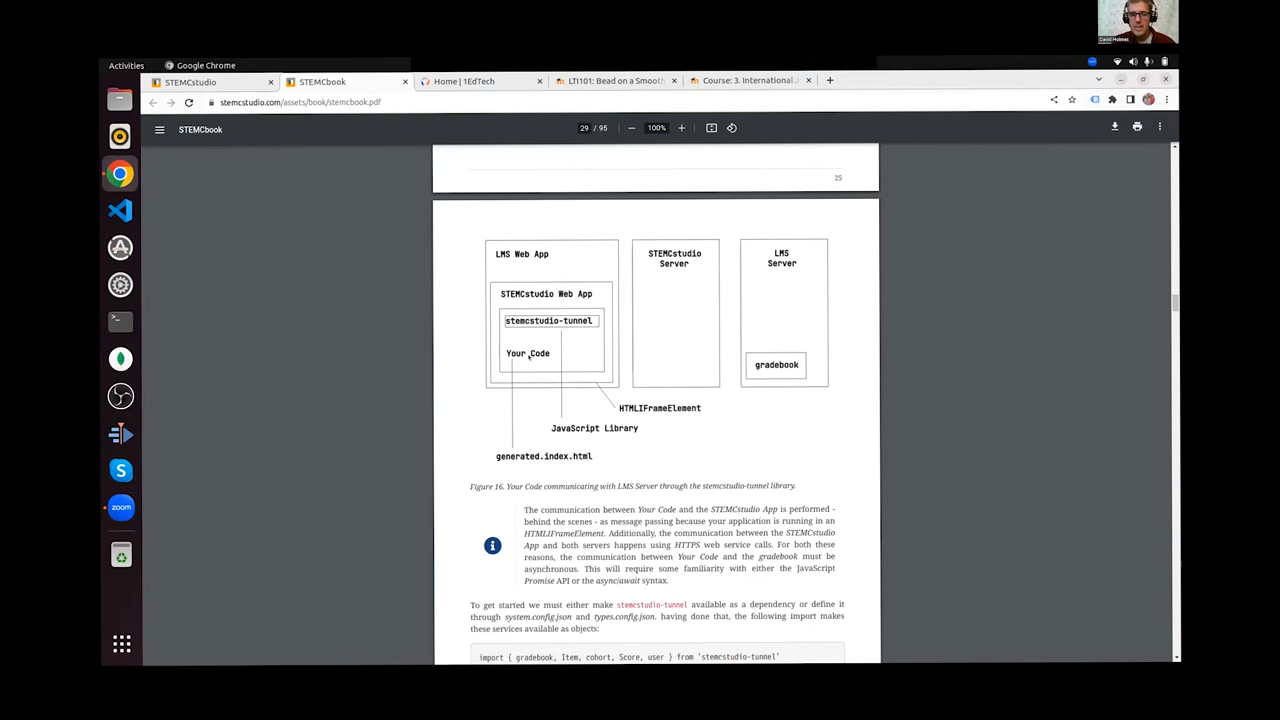 David Holmes
Activities
Google Chrome
STEMCstudio
STEMCbook
Home | 1EdTech
LTI101: Bead on a Smoot
Course: 3. International J
stemcstudio.com/assets/book/stemcbook.pdf
STEMCbook
29 / 95
100%
25
LMS Web App
STEMCstudio
Server
LMS
Server
STEMCstudio Web App
stemcstudio-tunnel
Your Code
gradebook
HTMLIFrameElement
JavaScript Library
generated.index.html
Figure 16. Your Code communicating with LMS Server through the stemcstudio-tunnel library.
The communication between Your Code and the STEMCstudio App is performed -
behind the scenes - as message passing because your application is running in an
HTMLIFrameElement. Additionally, the communication between the STEMCstudio
App and both servers happens using HTTPS web service calls. For both these
reasons, the communication between Your Code and the gradebook must be
asynchronous. This will require some familiarity with either the JavaScript
Promise API or the async/await syntax.
To get started we must either make stemcstudio-tunnel available as a dependency or define it
through system.config.json and types.config.json. having done that, the following import makes
these services available as objects:
import { gradebook, Item, cohort, Score, user } from 'stemcstudio-tunnel'
zoom